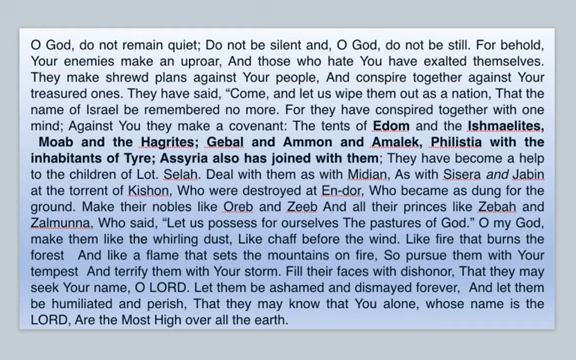 O God, do not remain quiet; Do not be silent and, O God, do not be still. For behold,
Your enemies make an uproar, And those who hate You have exalted themselves.
They make shrewd plans against Your people, And conspire together against Your
treasured ones. They have said, “Come, and let us wipe them out as a nation, That the
name of Israel be remembered no more. For they have conspired together with one
mind; Against You they make a covenant: The tents of Edom and the Ishmaelites,
Moab and the Hagrites; Gebal and Ammon and Amalek, Philistia with the
inhabitants of Tyre; Assyria also has joined with them; They have become a help
to the children of Lot. Selah. Deal with them as with Midian, As with Sisera and Jabin
at the torrent of Kishon, Who were destroyed at En-dor, Who became as dung for the
ground. Make their nobles like Oreb and Zeeb And all their princes like Zebah and
Zalmunna, Who said, “Let us possess for ourselves The pastures of God.” O my God,
make them like the whirling dust, Like chaff before the wind. Like fire that burns the
forest And like a flame that sets the mountains on fire, So pursue them with Your
tempest And terrify them with Your storm. Fill their faces with dishonor, That they may
seek Your name, O LORD. Let them be ashamed and dismayed forever, And let them
be humiliated and perish, That they may know that You alone, whose name is the
LORD, Are the Most High over all the earth.